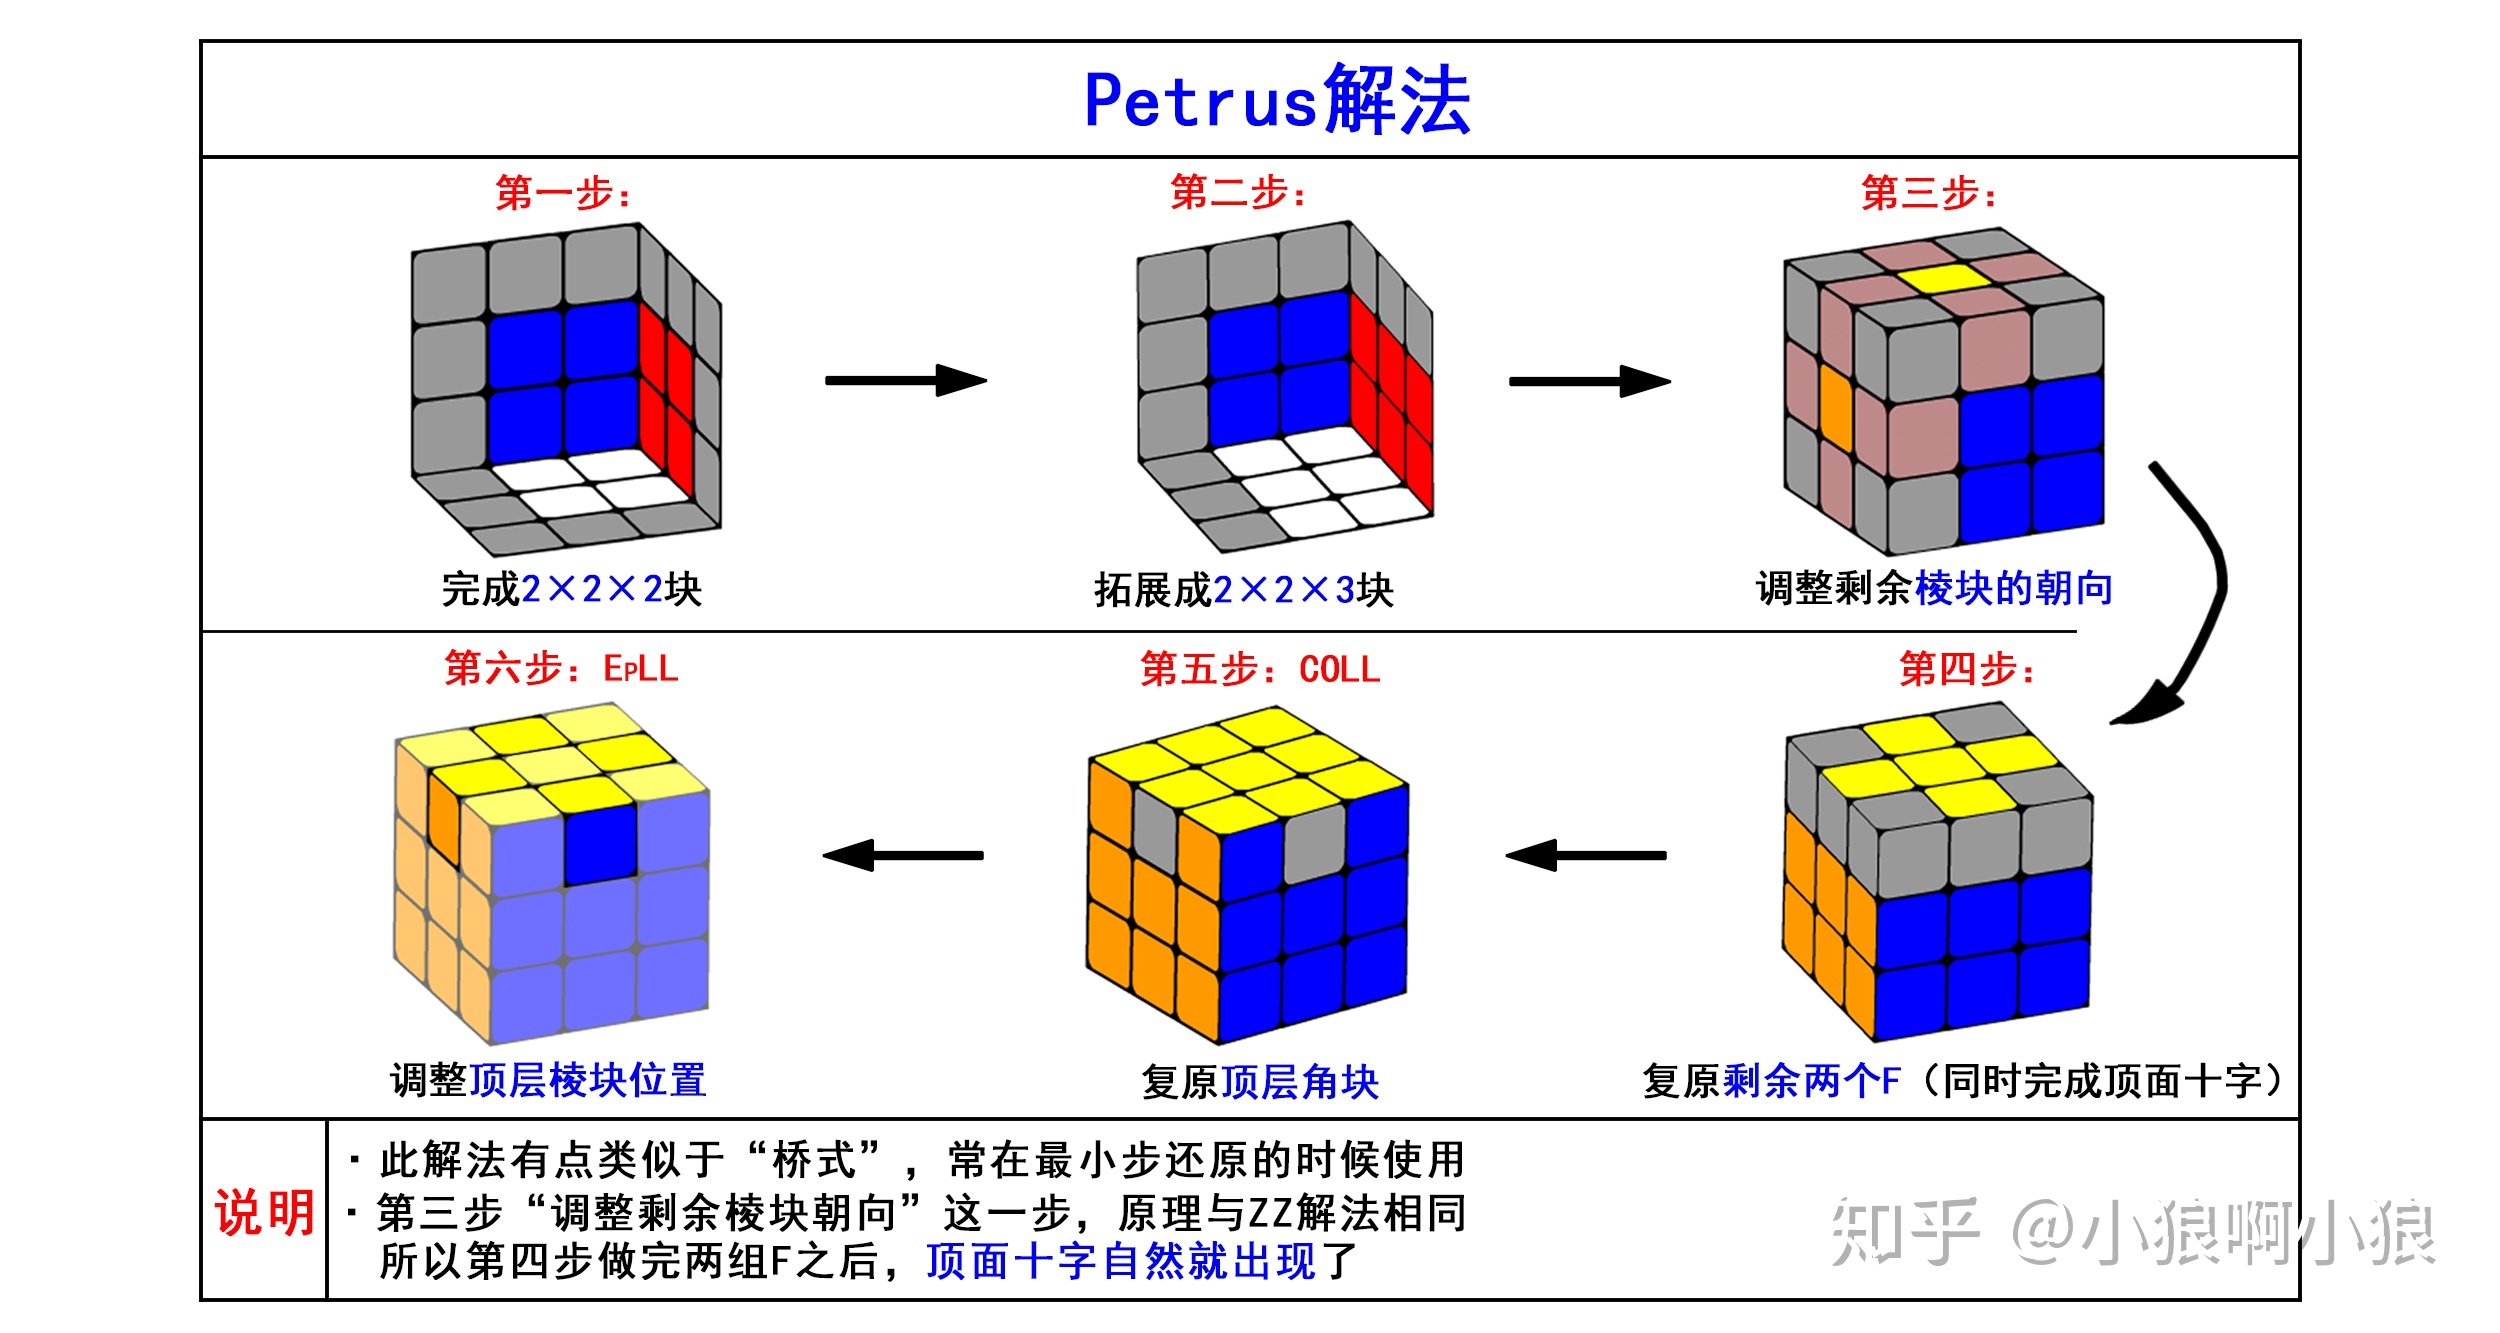 Petrus解法
第一步：
第二步：
第三步：
完成2×2×2块
拓展成2×2×3块
调整剩余棱块的朝向
第六步：EPLL
第五步：COLL
第四步：
调整顶层棱块位置
复原顶层角块
复原剩余两个F（同时完成顶面十字）
说明
·此解法有点类似于“桥式”，常在最小步还原的时候使用
·第三步“调整剩余棱块朝向”这一步，原理与ZZ解法相同
所以第四步做完两组F之后，顶面十字自然就出现了
知乎 @小狼啊小狼